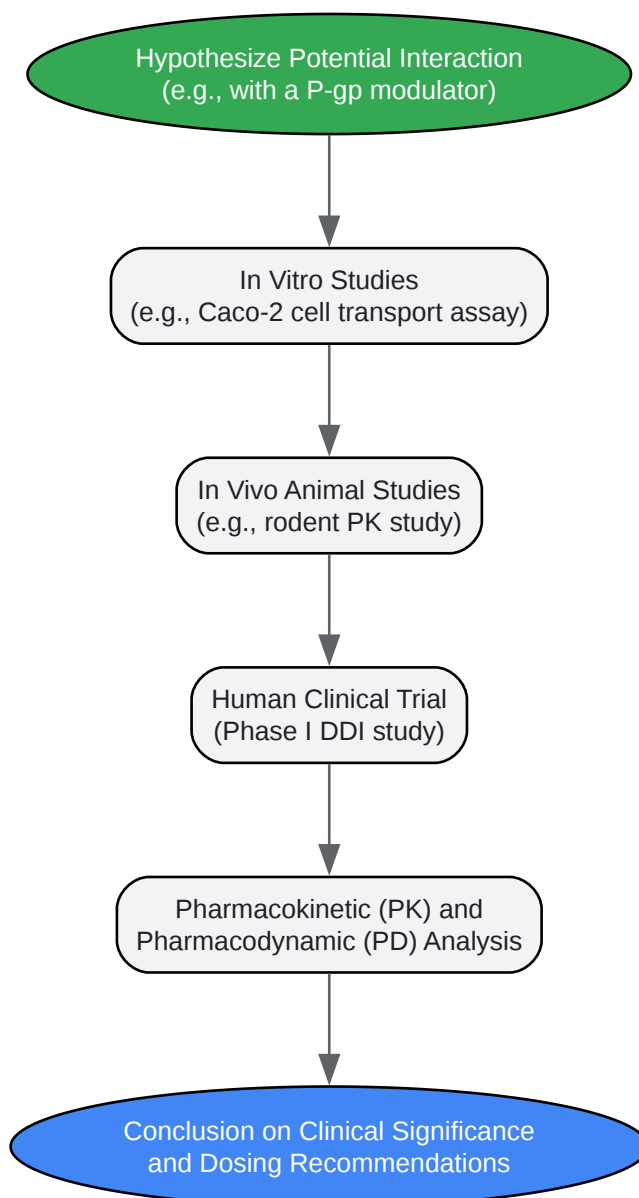 Hypothesize Potential Interaction
(e.g., with a P-gp modulator)
In Vitro Studies
(e.g., Caco-2 cell transport assay)
In Vivo Animal Studies
(e.g., rodent PK study)
Human Clinical Trial
(Phase I DDI study)
Pharmacokinetic (PK) and
Pharmacodynamic (PD) Analysis
Conclusion on Clinical Significance
and Dosing Recommendations